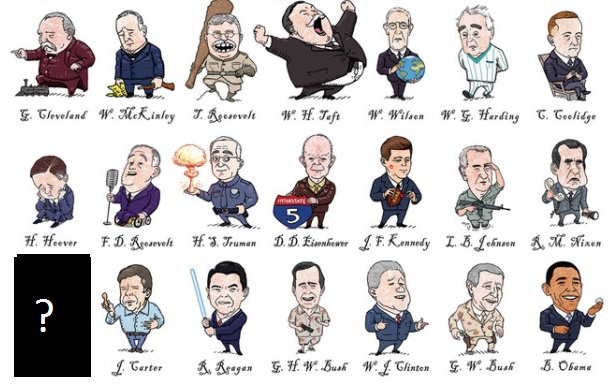 G. Cleveland W. McKinley T. Roosevelt W. H. Taft W. Wilson W. G. Harding C. Coolidge
INTERSTATE
5
H. Hoover F. D. Roosevelt H. S. Truman D. D. Eisenhower J. F. Kennedy L. B. Johnson R. M. Nixon
?
J. Carter R. Reagan G. H. W. Bush W. J. Clinton G. W. Bush B. Obama